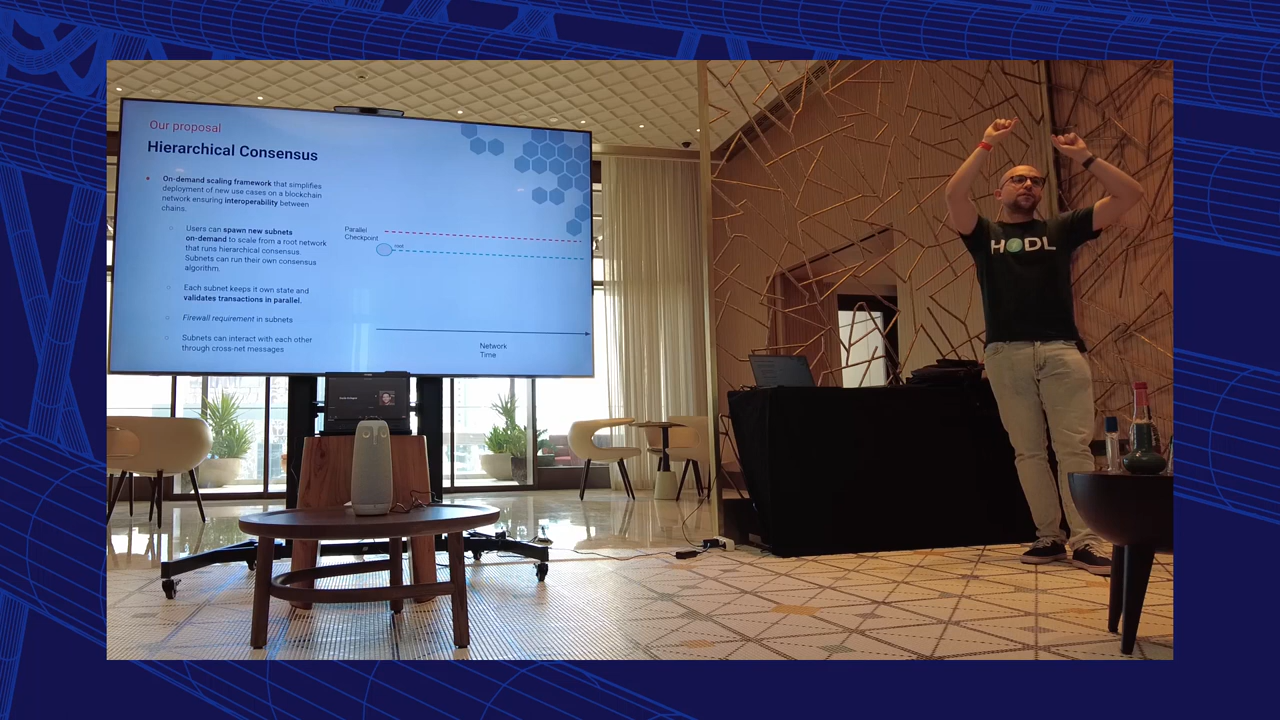 Our proposal
Hierarchical Consensus
On-demand scaling framework that simplifies
deployment of new use cases on a blockchain
network ensuring interoperability between
chains.
Users can spawn new subnets
on-demand to scale from a root network
that runs hierarchical consensus.
Subnets can run their own consensus
algorithm.
Each subnet keeps it own state and
validates transactions in parallel.
Firewall requirement in subnets
Subnets can interact with each other
through cross-net messages
Parallel
Checkpoint
root
Network
Time
HODL